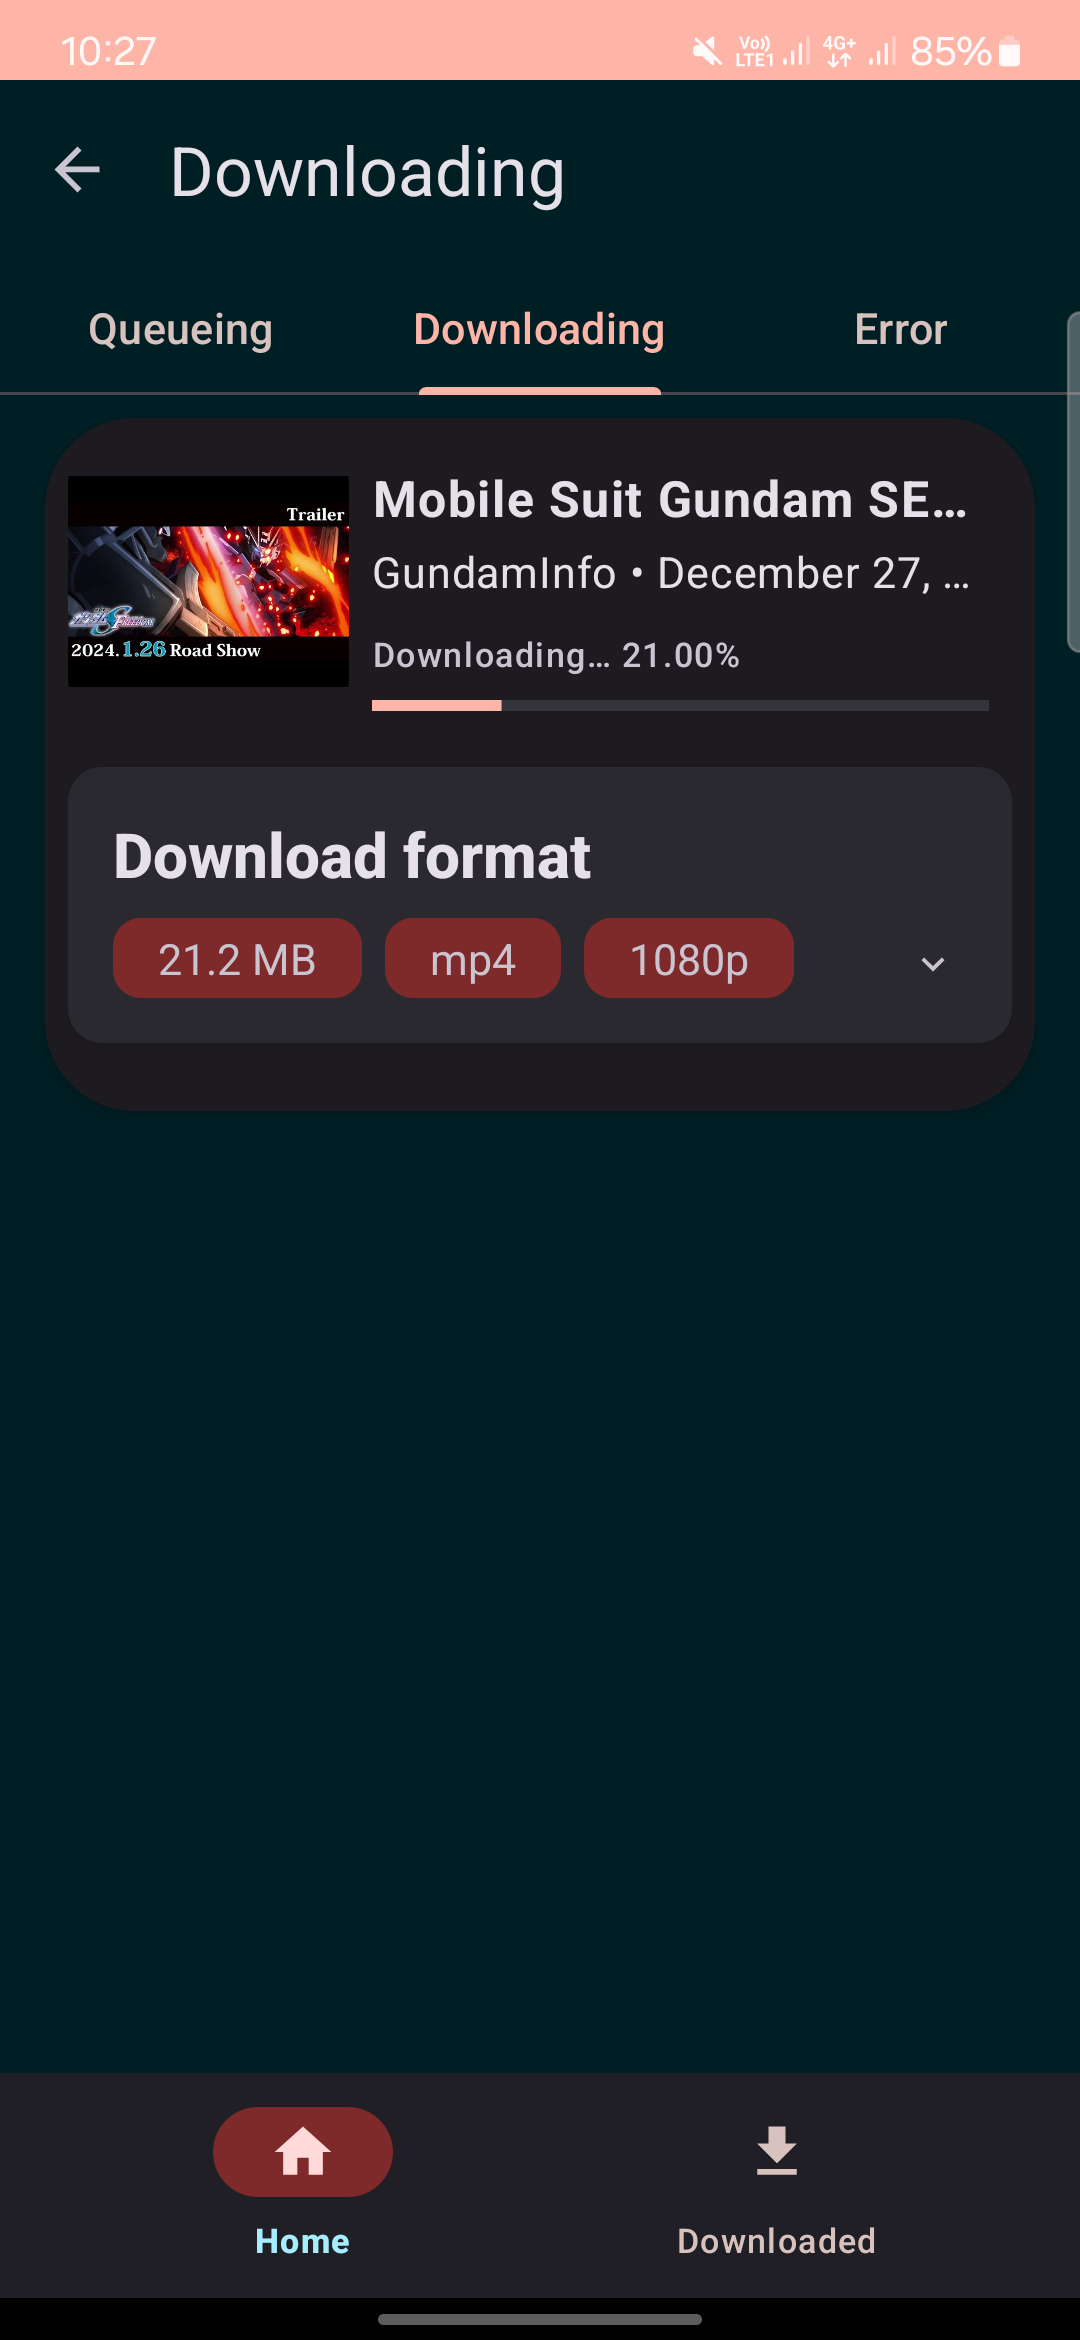 10:27
Vo)) LTE1 4G+ 85%
Downloading
Queueing Downloading Error
Trailer
2024.1.26 Road Show
Mobile Suit Gundam SE...
GundamInfo • December 27, ...
Downloading... 21.00%
Download format
21.2 MB mp4 1080p
Home Downloaded